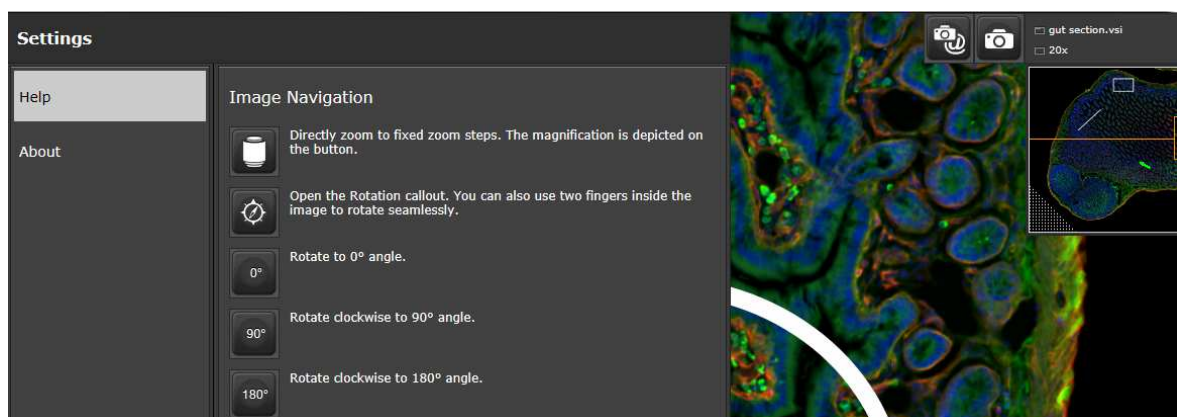 Settings
Help
About
Image Navigation
Directly zoom to fixed zoom steps. The magnification is depicted on
the button.
Open the Rotation callout. You can also use two fingers inside the
image to rotate seamlessly.
0°
Rotate to 0° angle.
90°
Rotate clockwise to 90° angle.
180°
Rotate clockwise to 180° angle.
@
gut section.vsi
20x